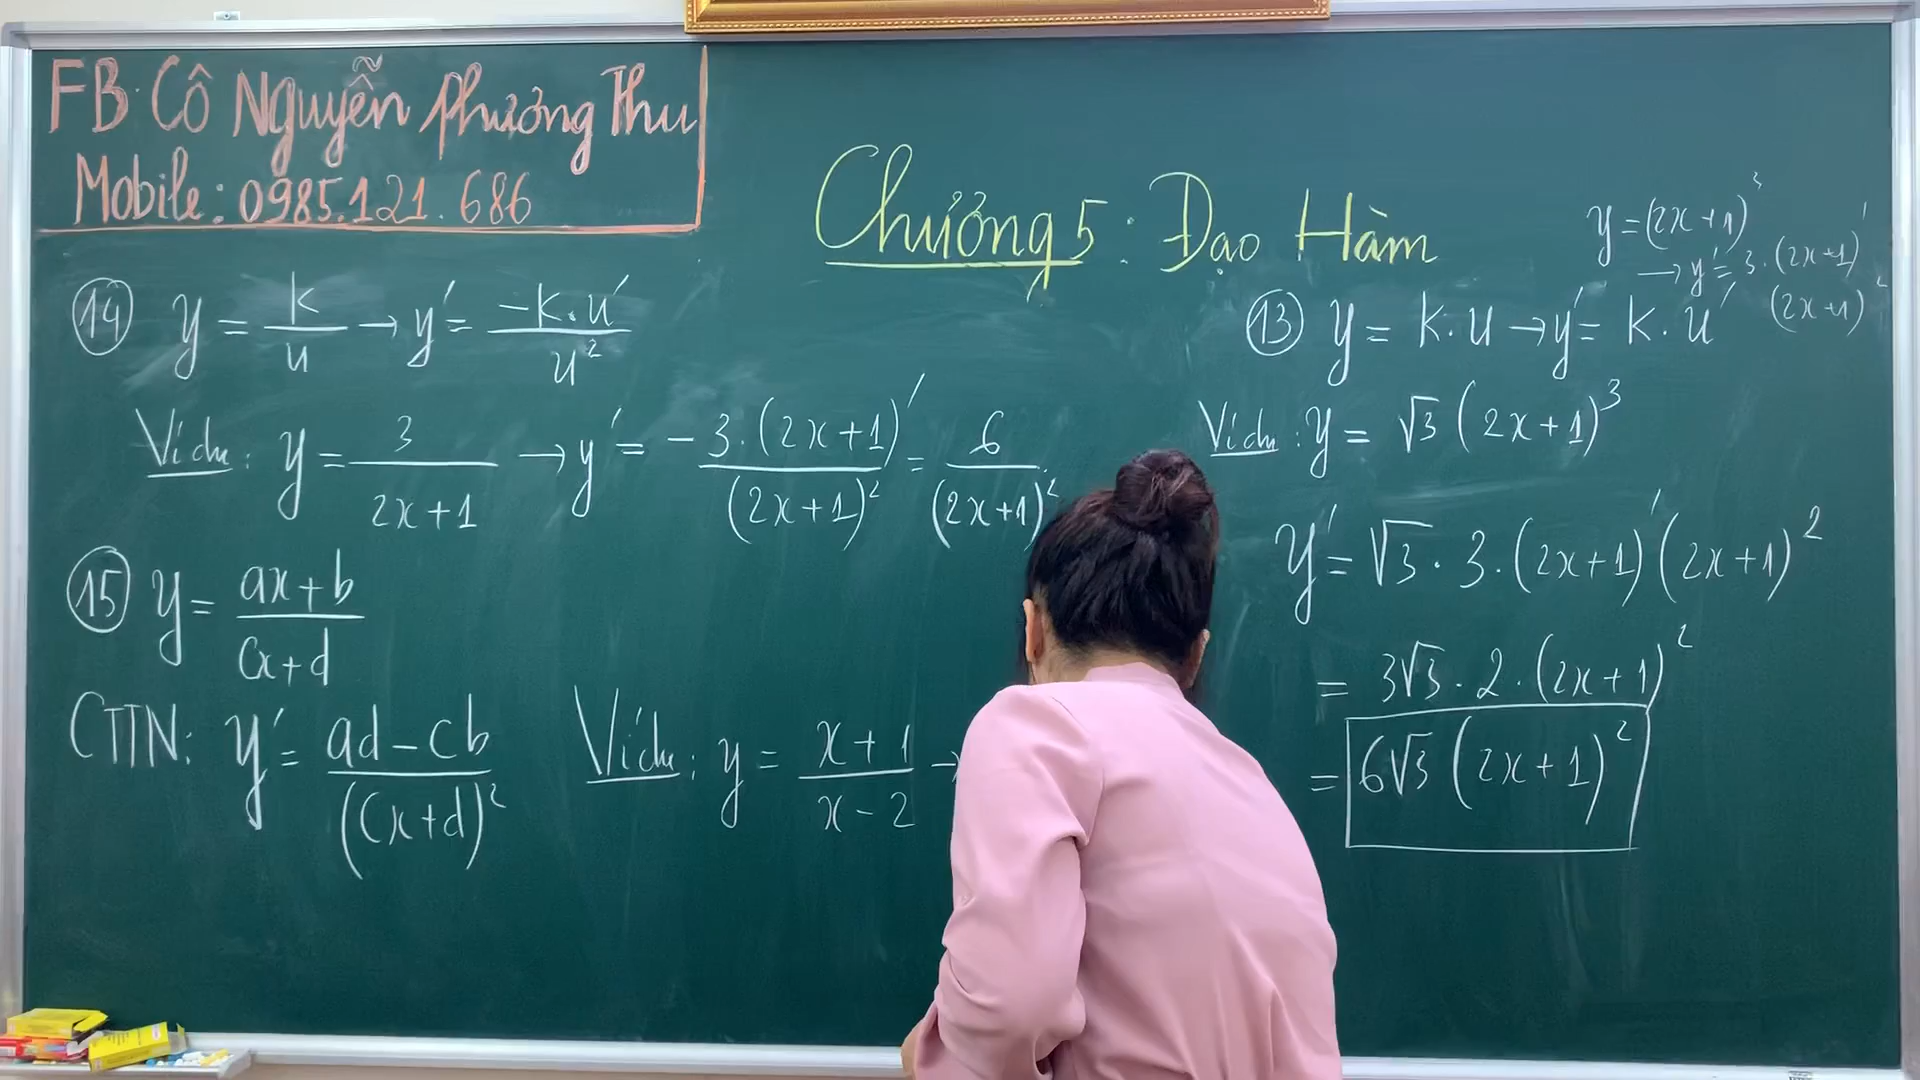 FB: Cô Nguyễn Phương Thu
Mobile: 0985.121.686
Chương 5: Đạo Hàm
y = (2x+1)³
→ y' = 3.(2x+1)'
(2x+1)²
⑭ y = k/u → y' = -k.u'/u²
Ví dụ: y = 3/(2x+1) → y' = -3.(2x+1)'/(2x+1)² = 6/(2x+1)²
⑮ y = (ax+b)/(cx+d)
CTTN: y' = (ad-cb)/(cx+d)²
Ví dụ: y = (x+1)/(x-2) →
⑬ y = k.u → y' = k.u'
Ví dụ: y = √3 (2x+1)³
y' = √3 . 3 . (2x+1)' (2x+1)²
= 3√3 . 2 . (2x+1)²
= 6√3 (2x+1)²